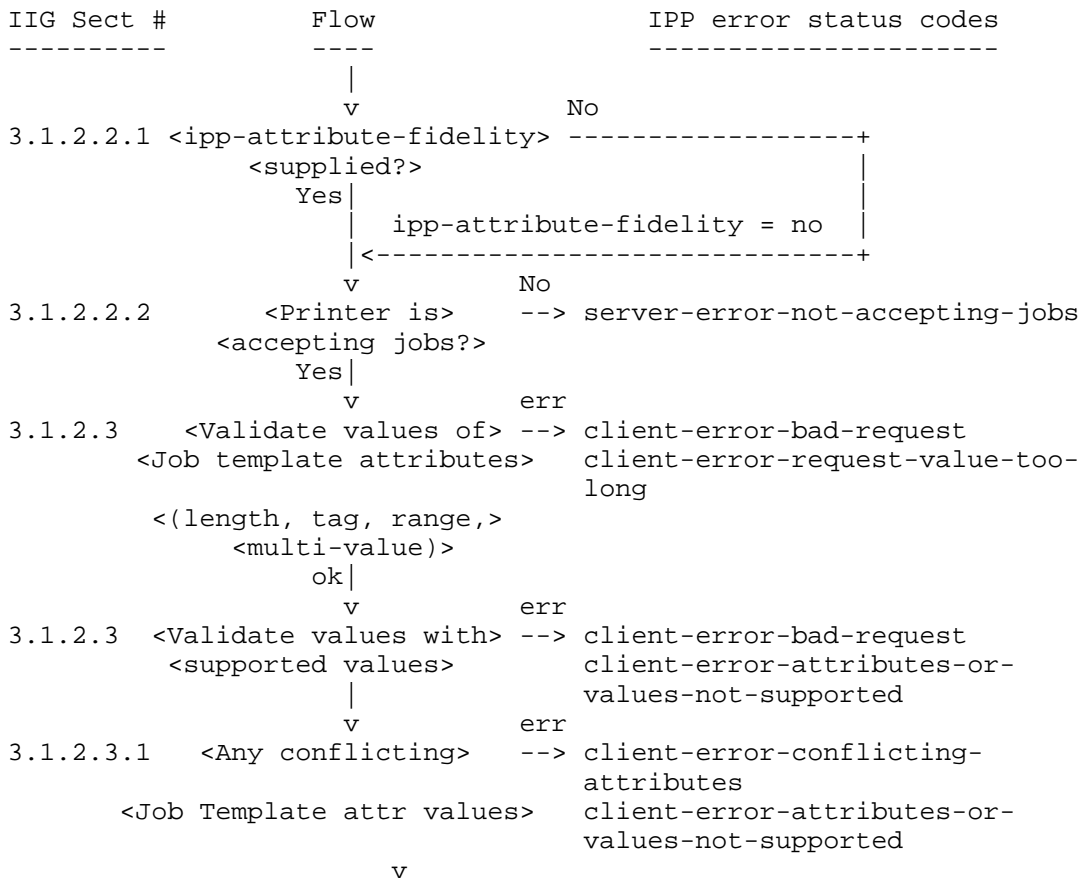 IIG Sect #           Flow                     IPP error status codes
----------           ----                     ----------------------
                      |
                      v             No
3.1.2.2.1 <ipp-attribute-fidelity> ------------------+
               <supplied?>                           |
                  Yes|                               |
                      |  ipp-attribute-fidelity = no  |
                      |<------------------------------+
                      v          No
3.1.2.2.2       <Printer is>    --> server-error-not-accepting-jobs
             <accepting jobs?>
                  Yes|
                      v          err
3.1.2.3    <Validate values of> --> client-error-bad-request
        <Job template attributes>   client-error-request-value-too-
                                    long
         <(length, tag, range,>
              <multi-value)>
                   ok|
                      v          err
3.1.2.3  <Validate values with> --> client-error-bad-request
          <supported values>        client-error-attributes-or-
                      |             values-not-supported
                      v          err
3.1.2.3.1   <Any conflicting>   --> client-error-conflicting-
                                    attributes
       <Job Template attr values>   client-error-attributes-or-
                                    values-not-supported
                        v